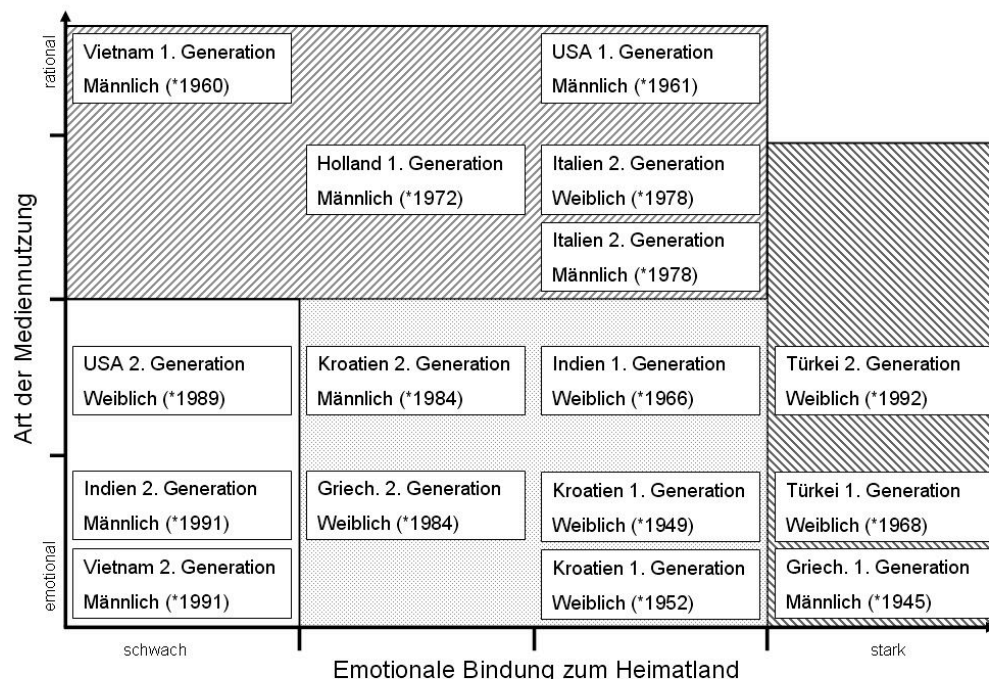 rational
Vietnam 1. Generation
Männlich (*1960)
USA 1. Generation
Männlich (*1961)
Holland 1. Generation
Männlich (*1972)
Italien 2. Generation
Weiblich (*1978)
Italien 2. Generation
Männlich (*1978)
Art der Mediennutzung
USA 2. Generation
Weiblich (*1989)
Kroatien 2. Generation
Männlich (*1984)
Indien 1. Generation
Weiblich (*1966)
Türkei 2. Generation
Weiblich (*1992)
Indien 2. Generation
Männlich (*1991)
Griech. 2. Generation
Weiblich (*1984)
Kroatien 1. Generation
Weiblich (*1949)
Türkei 1. Generation
Weiblich (*1968)
emotional
Vietnam 2. Generation
Männlich (*1991)
Kroatien 1. Generation
Weiblich (*1952)
Griech. 1. Generation
Männlich (*1945)
schwach
stark
Emotionale Bindung zum Heimatland